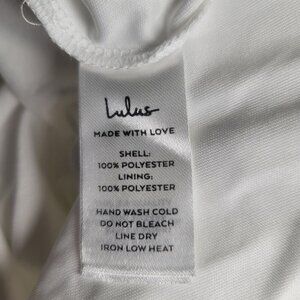 Lulus
MADE WITH LOVE
SHELL:
100% POLYESTER
LINING:
100% POLYESTER
HAND WASH COLD
DO NOT BLEACH
LINE DRY
IRON LOW HEAT